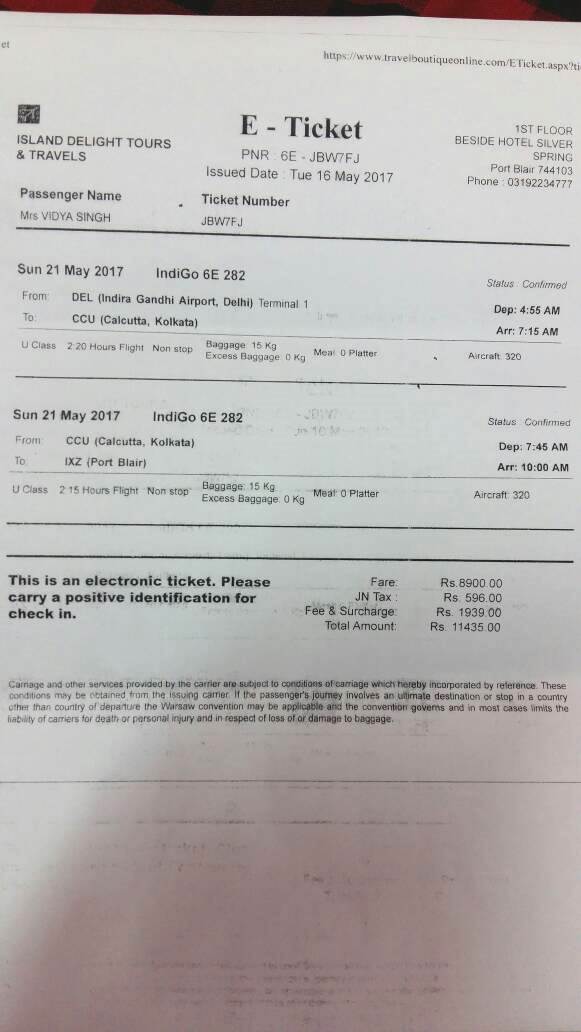 et
https://www.travelboutiqueonline.com/ETicket.aspx?ti
ISLAND DELIGHT TOURS
& TRAVELS
E - Ticket
PNR : 6E - JBW7FJ
Issued Date : Tue 16 May 2017
1ST FLOOR
BESIDE HOTEL SILVER
SPRING
Port Blair 744103
Phone : 03192234777
Passenger Name
Ticket Number
Mrs VIDYA SINGH
JBW7FJ
Sun 21 May 2017 IndiGo 6E 282
Status : Confirmed
From: DEL (Indira Gandhi Airport, Delhi) Terminal 1
Dep: 4:55 AM
To: CCU (Calcutta, Kolkata)
Arr: 7:15 AM
U Class 2:20 Hours Flight Non stop Baggage: 15 Kg
Excess Baggage: 0 Kg Meal: 0 Platter Aircraft: 320
Sun 21 May 2017 IndiGo 6E 282
Status : Confirmed
From: CCU (Calcutta, Kolkata)
Dep: 7:45 AM
To: IXZ (Port Blair)
Arr: 10:00 AM
U Class 2:15 Hours Flight Non stop Baggage: 15 Kg
Excess Baggage: 0 Kg Meal: 0 Platter Aircraft: 320
This is an electronic ticket. Please
carry a positive identification for
check in.
Fare: Rs.8900.00
JN Tax : Rs. 596.00
Fee & Surcharge: Rs. 1939.00
Total Amount: Rs. 11435.00
Carriage and other services provided by the carrier are subject to conditions of carriage which hereby incorporated by reference. These
conditions may be obtained from the issuing carrier. If the passenger's journey involves an ultimate destination or stop in a country
other than country of departure the Warsaw convention may be applicable and the convention governs and in most cases limits the
liability of carriers for death or personal injury and in respect of loss of or damage to baggage.